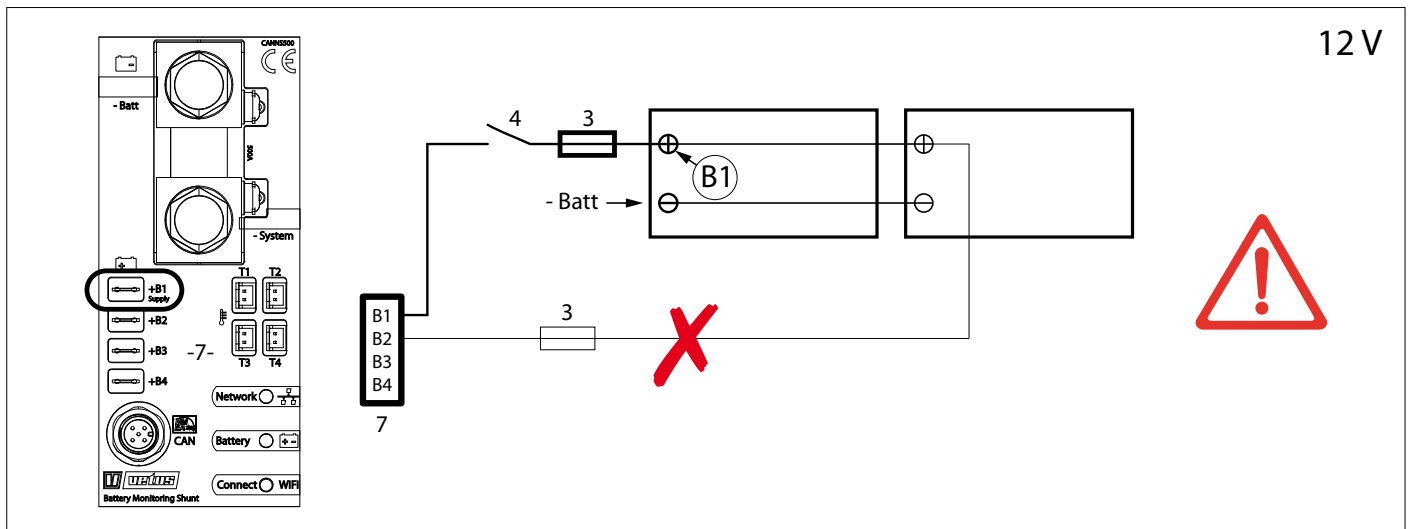 12 V
CANNS500
CE
- Batt
500A
- System
+B1
Supply
+B2
+B3
+B4
-7-
T1 T2
T3 T4
Network
CAN
Battery
vetus
Connect WIFI
Battery Monitoring Shunt
4 3
B1
- Batt
B1
B2
B3
B4
7
3